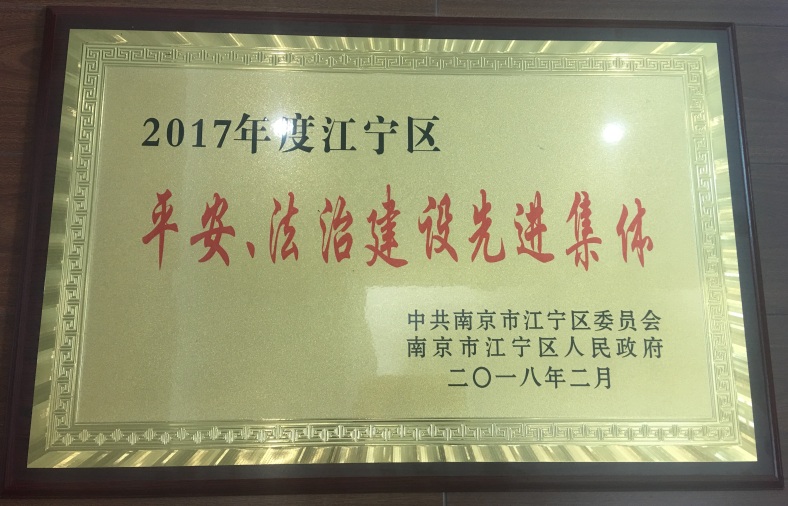 2017年度江宁区
平安、法治建设先进集体
中共南京市江宁区委员会
南京市江宁区人民政府
二〇一八年二月